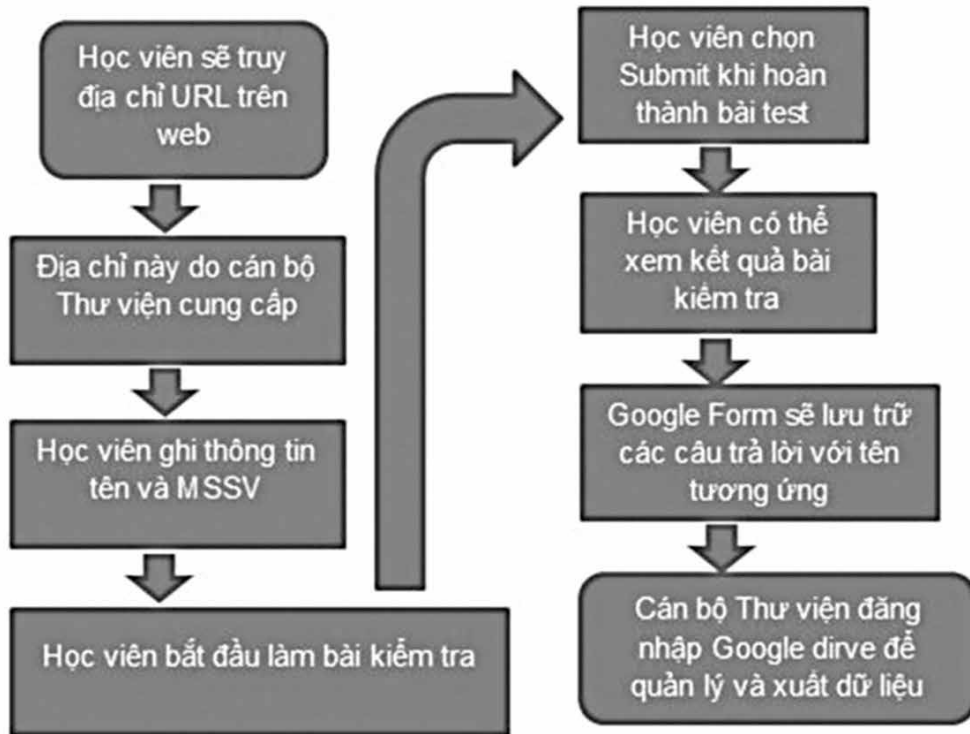 Học viên sẽ truy
địa chỉ URL trên
web
Địa chỉ này do cán bộ
Thư viện cung cấp
Học viên ghi thông tin
tên và MSSV
Học viên bắt đầu làm bài kiểm tra
Học viên chọn
Submit khi hoàn
thành bài test
Học viên có thể
xem kết quả bài
kiểm tra
Google Form sẽ lưu trữ
các câu trả lời với tên
tương ứng
Cán bộ Thư viện đăng
nhập Google dirve để
quản lý và xuất dữ liệu